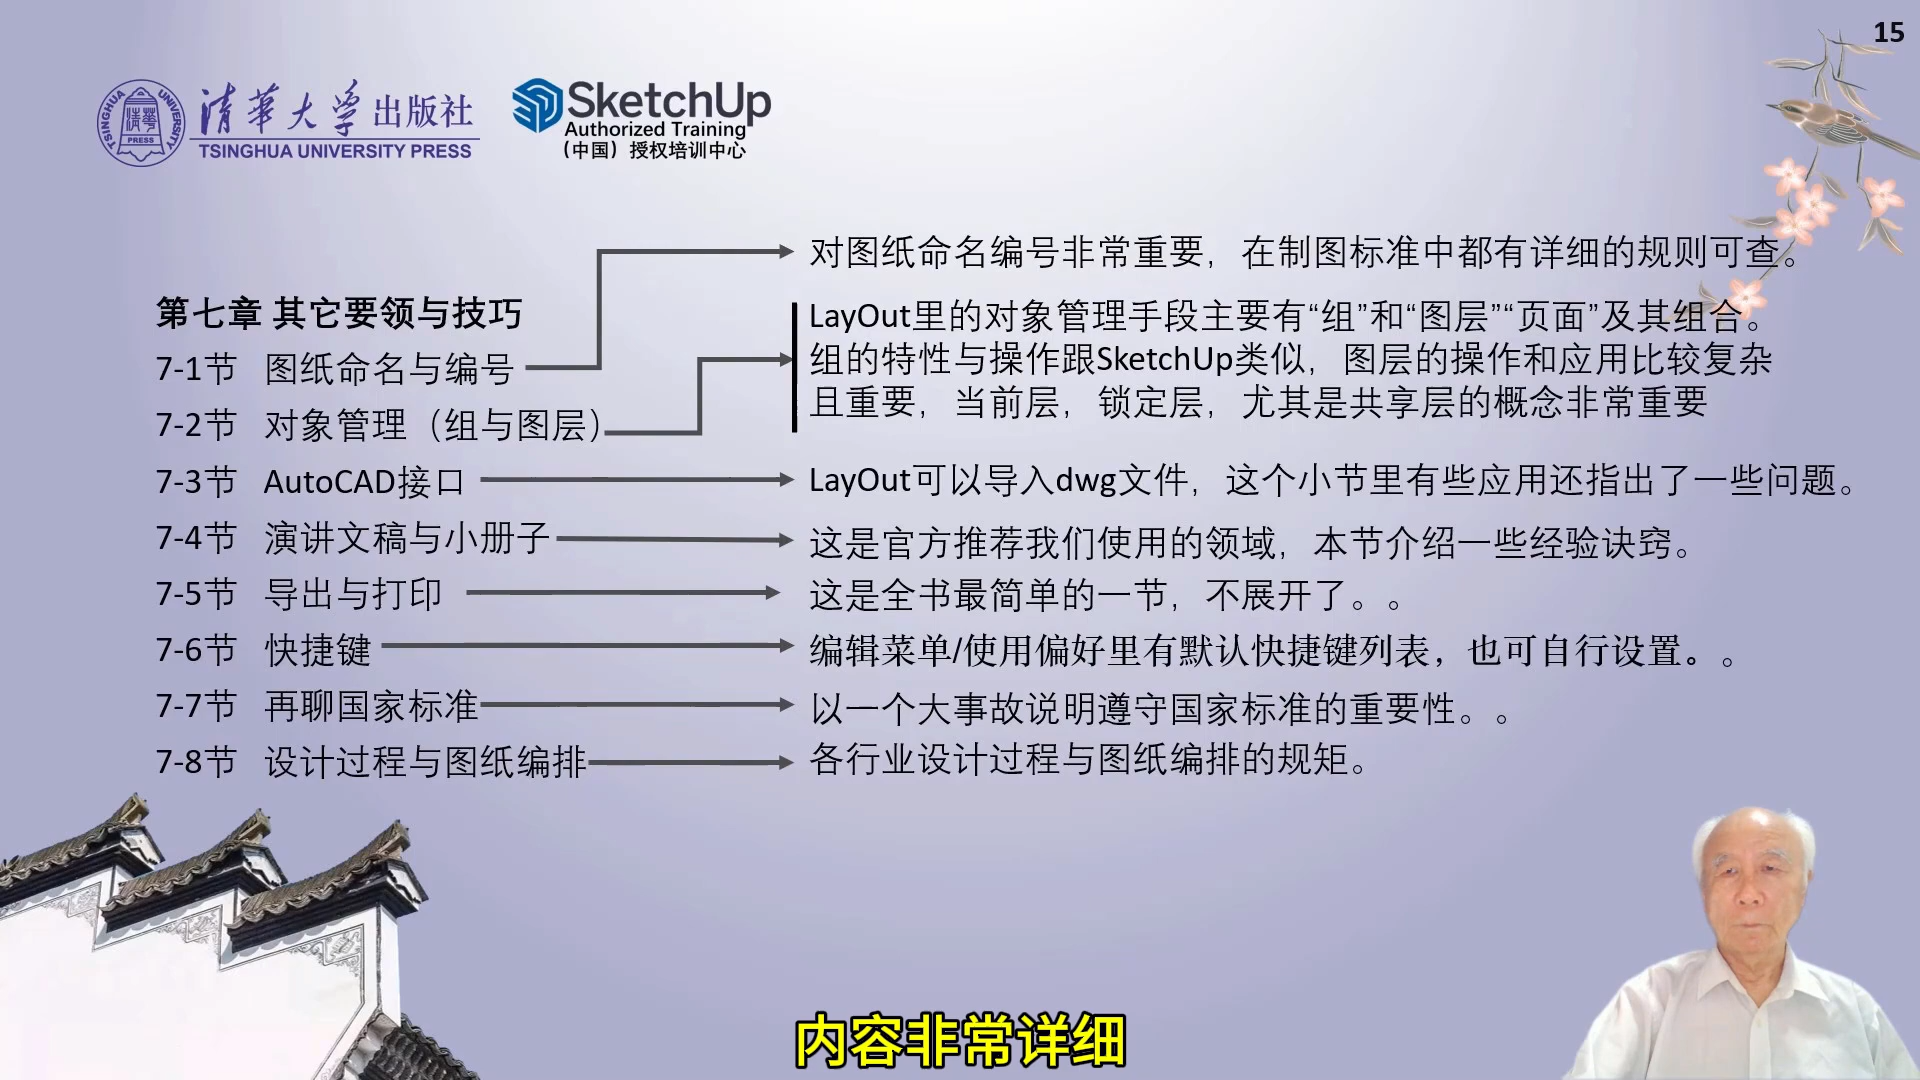 15
清華大学出版社
TSINGHUA UNIVERSITY PRESS
TSINGHUA UNIVERSITY
清華
PRESS
SketchUp
Authorized Training
（中国）授权培训中心
第七章 其它要领与技巧
7-1节 图纸命名与编号
7-2节 对象管理（组与图层）
7-3节 AutoCAD接口
7-4节 演讲文稿与小册子
7-5节 导出与打印
7-6节 快捷键
7-7节 再聊国家标准
7-8节 设计过程与图纸编排
对图纸命名编号非常重要，在制图标准中都有详细的规则可查。
LayOut里的对象管理手段主要有“组”和“图层”“页面”及其组合。
组的特性与操作跟SketchUp类似，图层的操作和应用比较复杂
且重要，当前层，锁定层，尤其是共享层的概念非常重要
LayOut可以导入dwg文件，这个小节里有些应用还指出了一些问题。
这是官方推荐我们使用的领域，本节介绍一些经验诀窍。
这是全书最简单的一节，不展开了。。
编辑菜单/使用偏好里有默认快捷键列表，也可自行设置。。
以一个大事故说明遵守国家标准的重要性。。
各行业设计过程与图纸编排的规矩。
内容非常详细